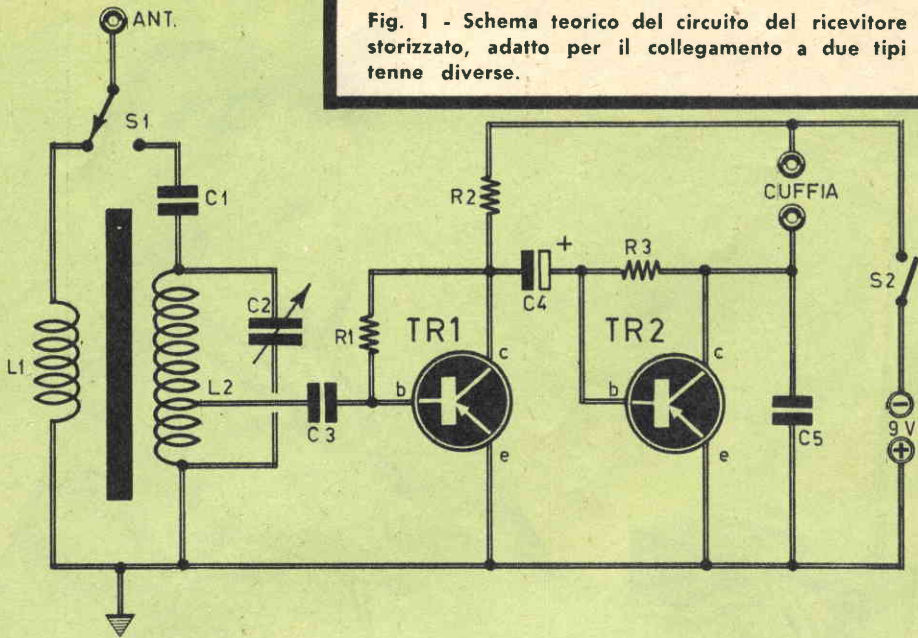 Fig. 1 - Schema teorico del circuito del ricevitore
storizzato, adatto per il collegamento a due tipi
tenne diverse.
ANT.
S1
C1
R2
CUFFIA
C4
+
R3
S2
C2
R1
TR1
TR2
c
c
L1
L2
C3
b
b
C5
9 V
e
e